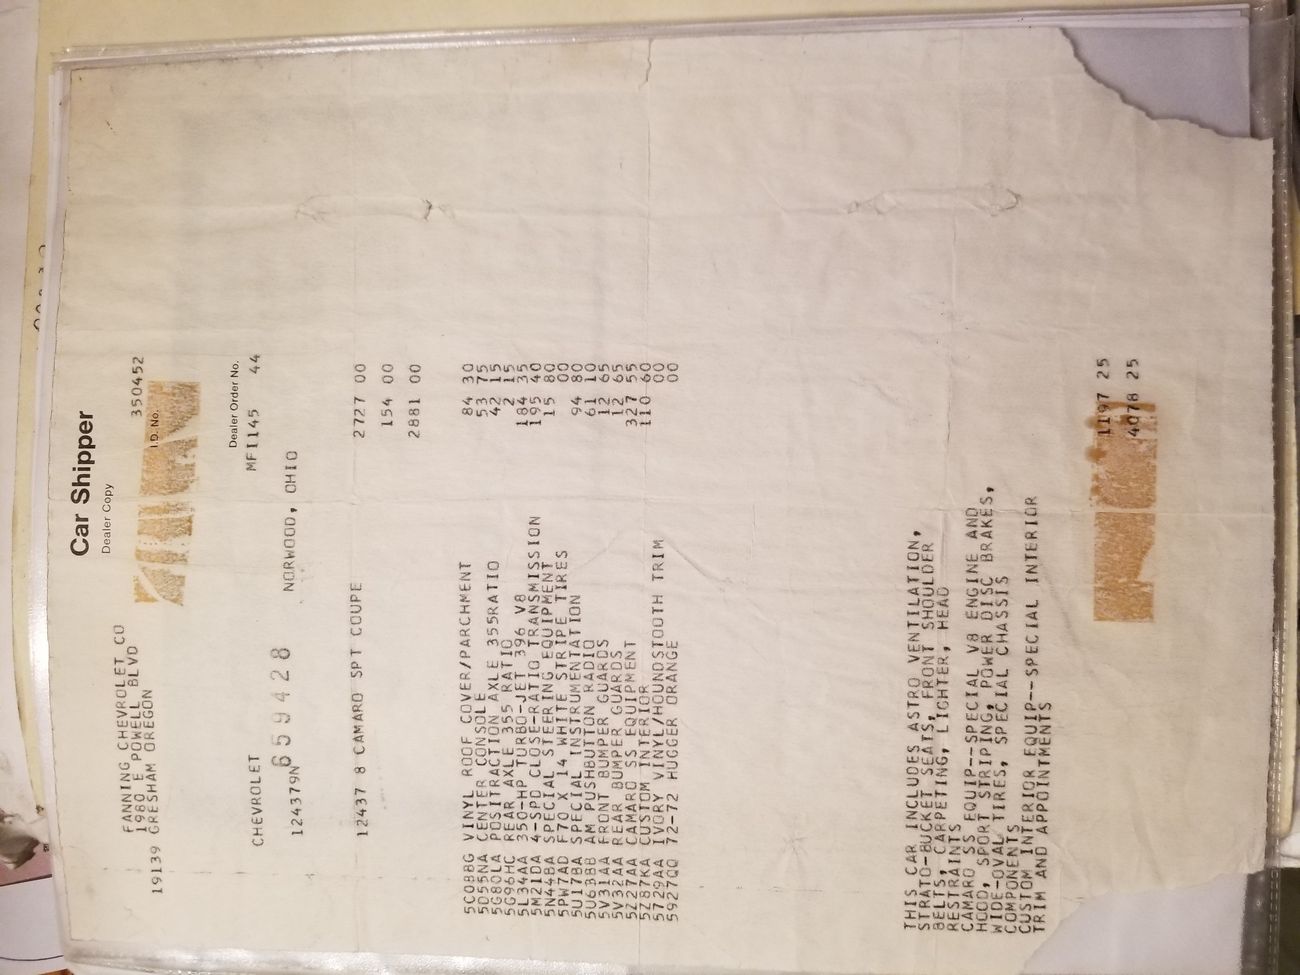 Car Shipper
Dealer Copy
FANNING CHEVROLET CO 350452
1980 E POWELL BLVD I.D. No.
19139 GRESHAM OREGON
Dealer Order No.
CHEVROLET MFI145 44
124379N 659428 NORWOOD, OHIO
12437 8 CAMARO SPT COUPE 2727 00
154 00
2881 00
5C08BG VINYL ROOF COVER/PARCHMENT 84 30
5D55NA CENTER CONSOLE 53 75
5G80LA POSITRACTION AXLE 355RATIO 42 15
5G96HC REAR AXLE 355 RATIO 2 15
5L34AA 350-HP TURBO-JET 396 V8 184 35
5M21DA 4-SPD CLOSE-RATIO TRANSMISSION 195 40
5N44BA SPECIAL STEERING EQUIPMENT 15 80
5PW7AD F70 X 14 WHITE STRIPE TIRES 00
5U17BA SPECIAL INSTRUMENTATION 94 80
5U63BB AM PUSHBUTTON RADIO 61 10
5V31AA FRONT BUMPER GUARDS 12 65
5V32AA REAR BUMPER GUARDS 12 65
5Z27AA CAMARO SS EQUIPMENT 327 55
5Z87KA CUSTOM INTERIOR 110 60
5729AA IVORY VINYL/HOUNDSTOOTH TRIM 00
5927QQ 72-72 HUGGER ORANGE 00
THIS CAR INCLUDES ASTRO VENTILATION,
STRATO-BUCKET SEATS, FRONT SHOULDER
BELTS, CARPETING, LIGHTER, HEAD
RESTRAINTS
CAMARO SS EQUIP--SPECIAL V8 ENGINE AND
HOOD, SPORT STRIPING, POWER DISC BRAKES,
WIDE-OVAL TIRES, SPECIAL CHASSIS
COMPONENTS
CUSTOM INTERIOR EQUIP--SPECIAL INTERIOR
TRIM AND APPOINTMENTS
1197 25
4078 25